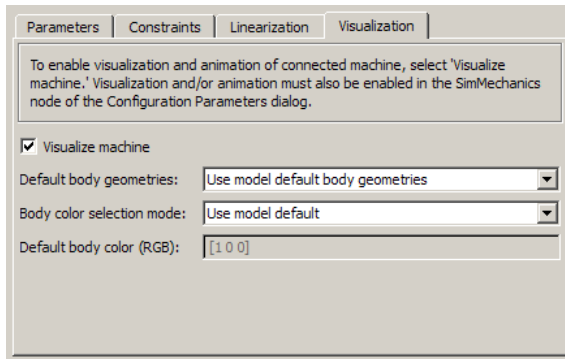 Parameters Constraints Linearization Visualization
To enable visualization and animation of connected machine, select 'Visualize
machine.' Visualization and/or animation must also be enabled in the SimMechanics
node of the Configuration Parameters dialog.
Visualize machine
Default body geometries: Use model default body geometries
Body color selection mode: Use model default
Default body color (RGB): [1 0 0]